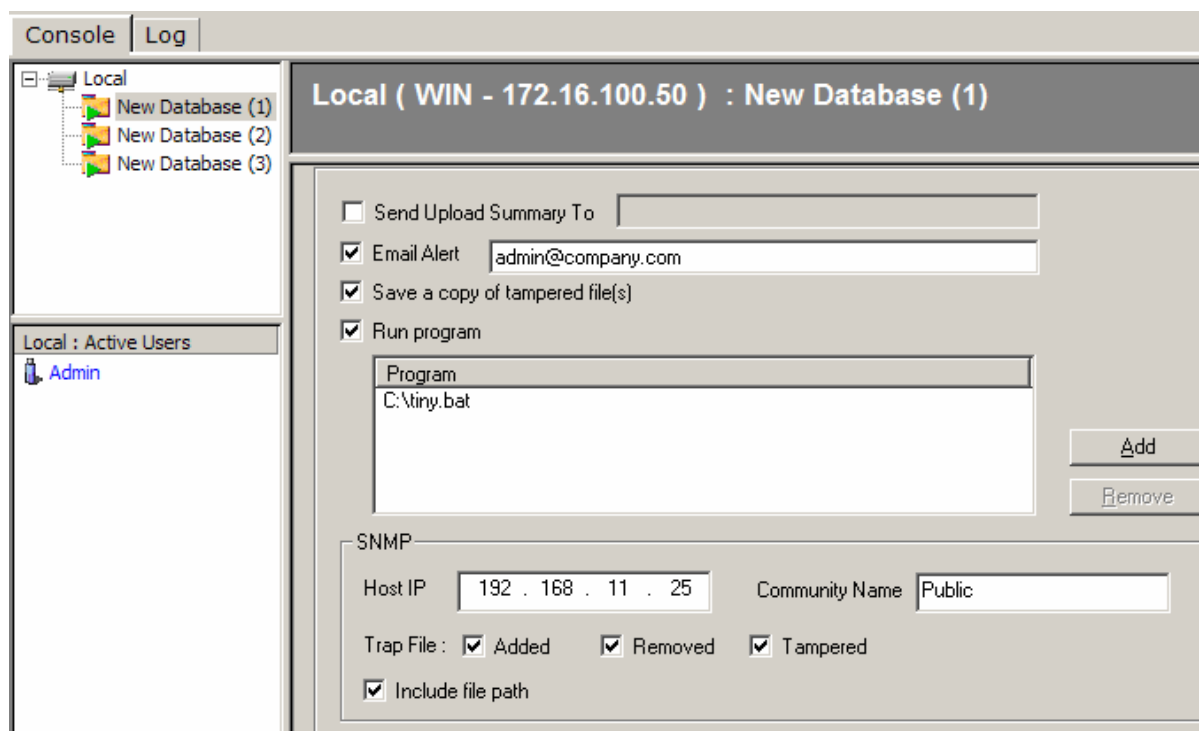 Console Log
Local
New Database (1)
New Database (2)
New Database (3)
Local : Active Users
Admin
Local ( WIN - 172.16.100.50 ) : New Database (1)
Send Upload Summary To
Email Alert admin@company.com
Save a copy of tampered file(s)
Run program
Program
C:\tiny.bat
Add
Remove
SNMP
Host IP 192 . 168 . 11 . 25 Community Name Public
Trap File : Added Removed Tampered
Include file path